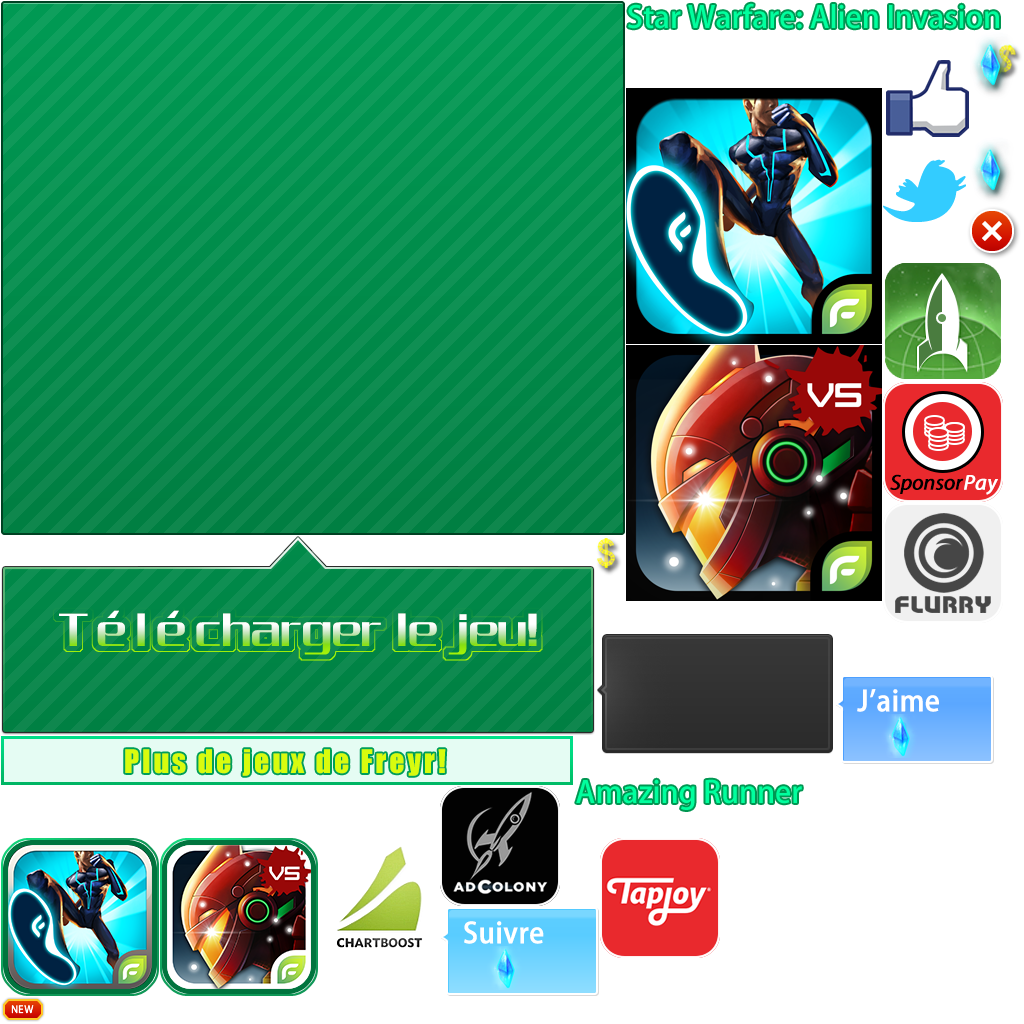 Star Warfare: Alien Invasion
$
VS
SponsorPay
FLURRY
$
Télécharger le jeu!
J'aime
Plus de jeux de Freyr!
Amazing Runner
ADCOLONY
Tapjoy
VS
CHARTBOOST
Suivre
NEW